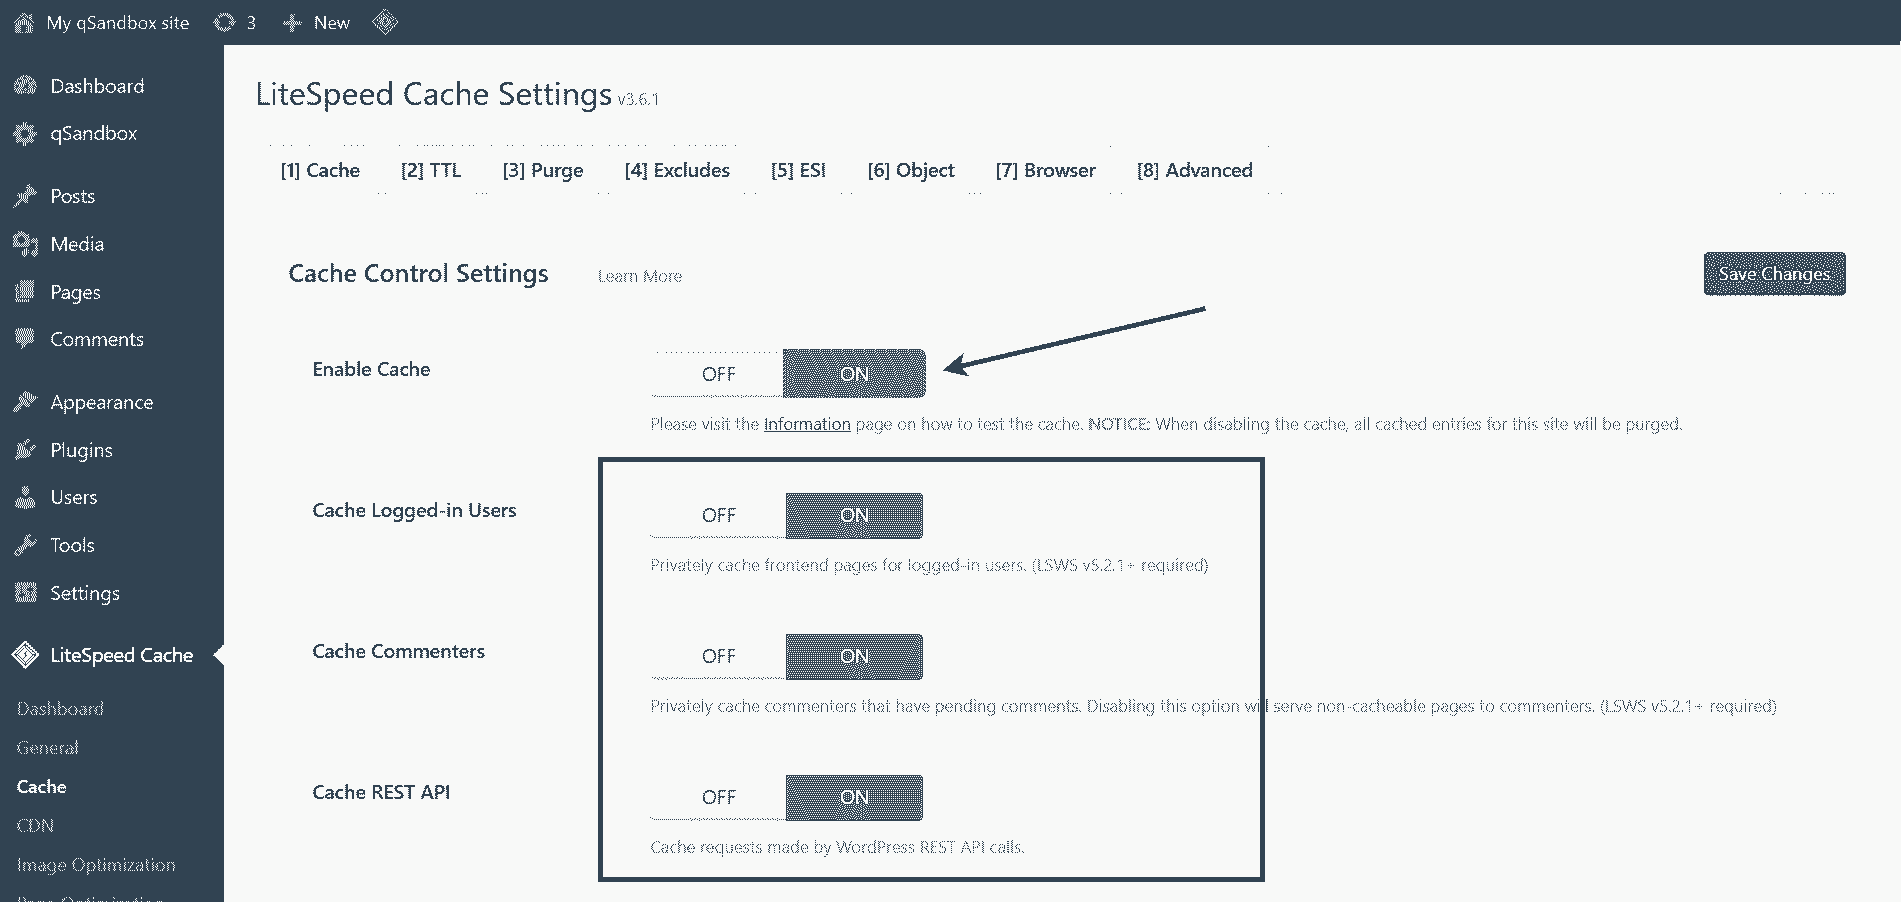 My qSandbox site 3 New
Dashboard
qSandbox
Posts
Media
Pages
Comments
Appearance
Plugins
Users
Tools
Settings
LiteSpeed Cache
Dashboard
General
Cache
CDN
Image Optimization
Page Optimization
LiteSpeed Cache Settings v3.6.1
[1] Cache [2] TTL [3] Purge [4] Excludes [5] ESI [6] Object [7] Browser [8] Advanced
Cache Control Settings Learn More Save Changes
Enable Cache OFF ON
Please visit the Information page on how to test the cache. NOTICE: When disabling the cache, all cached entries for this site will be purged.
Cache Logged-in Users OFF ON
Privately cache frontend pages for logged-in users. (LSWS v5.2.1+ required)
Cache Commenters OFF ON
Privately cache commenters that have pending comments. Disabling this option will serve non-cacheable pages to commenters. (LSWS v5.2.1+ required)
Cache REST API OFF ON
Cache requests made by WordPress REST API calls.